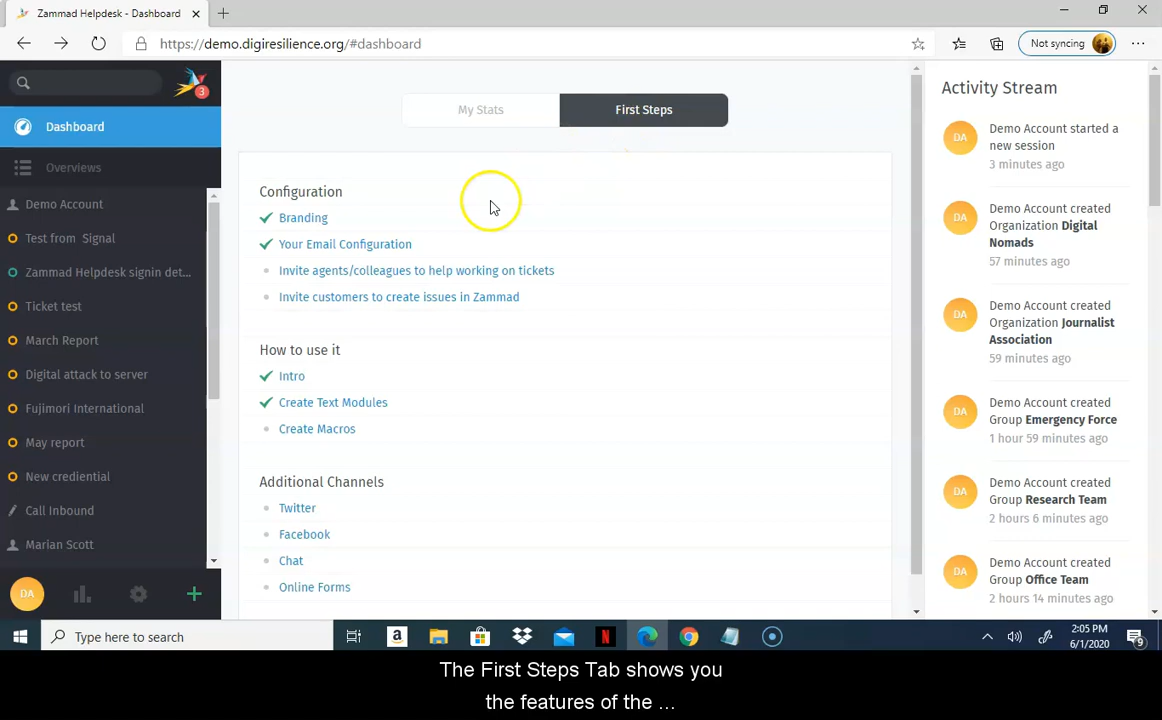 Zammad Helpdesk - Dashboard
https://demo.digiresilience.org/#dashboard
Not syncing
3
Dashboard
Overviews
Demo Account
Test from Signal
Zammad Helpdesk signin det...
Ticket test
March Report
Digital attack to server
Fujimori International
May report
New crediential
Call Inbound
Marian Scott
DA
My Stats
First Steps
Configuration
Branding
Your Email Configuration
Invite agents/colleagues to help working on tickets
Invite customers to create issues in Zammad
How to use it
Intro
Create Text Modules
Create Macros
Additional Channels
Twitter
Facebook
Chat
Online Forms
Activity Stream
DA
Demo Account started a
new session
3 minutes ago
DA
Demo Account created
Organization Digital
Nomads
57 minutes ago
DA
Demo Account created
Organization Journalist
Association
59 minutes ago
DA
Demo Account created
Group Emergency Force
1 hour 59 minutes ago
DA
Demo Account created
Group Research Team
2 hours 6 minutes ago
DA
Demo Account created
Group Office Team
2 hours 14 minutes ago
Type here to search
a
N
2:05 PM
6/1/2020
9
The First Steps Tab shows you
the features of the ...